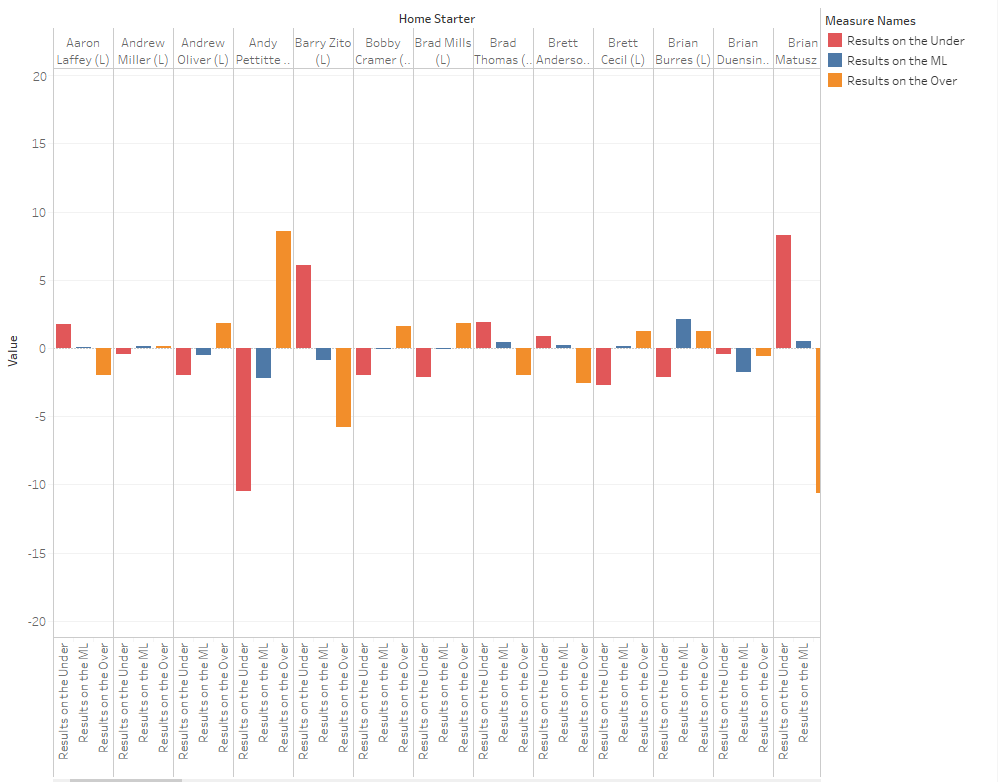 Home Starter
Measure Names
Results on the Under
Results on the ML
Results on the Over
Aaron Laffey (L)
Andrew Miller (L)
Andrew Oliver (L)
Andy Pettitte ..
Barry Zito (L)
Bobby Cramer (..
Brad Mills (L)
Brad Thomas (..
Brett Anderso..
Brett Cecil (L)
Brian Burres (L)
Brian Duensin..
Brian Matusz
20
15
10
5
0
-5
-10
-15
-20
Value
Results on the Under
Results on the ML
Results on the Over
Results on the Under
Results on the ML
Results on the Over
Results on the Under
Results on the ML
Results on the Over
Results on the Under
Results on the ML
Results on the Over
Results on the Under
Results on the ML
Results on the Over
Results on the Under
Results on the ML
Results on the Over
Results on the Under
Results on the ML
Results on the Over
Results on the Under
Results on the ML
Results on the Over
Results on the Under
Results on the ML
Results on the Over
Results on the Under
Results on the ML
Results on the Over
Results on the Under
Results on the ML
Results on the Over
Results on the Under
Results on the ML
Results on the Over
Results on the Under
Results on the ML